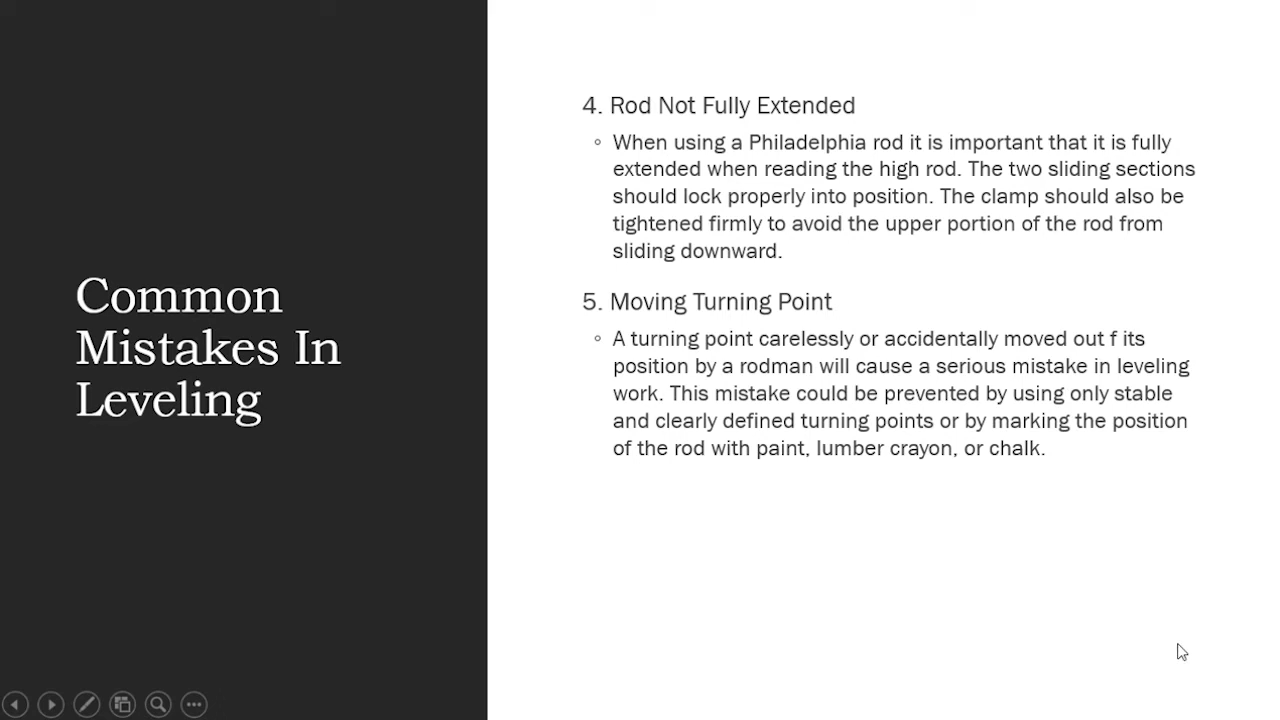 Common
Mistakes In
Leveling
4. Rod Not Fully Extended
◦ When using a Philadelphia rod it is important that it is fully
extended when reading the high rod. The two sliding sections
should lock properly into position. The clamp should also be
tightened firmly to avoid the upper portion of the rod from
sliding downward.
5. Moving Turning Point
◦ A turning point carelessly or accidentally moved out f its
position by a rodman will cause a serious mistake in leveling
work. This mistake could be prevented by using only stable
and clearly defined turning points or by marking the position
of the rod with paint, lumber crayon, or chalk.